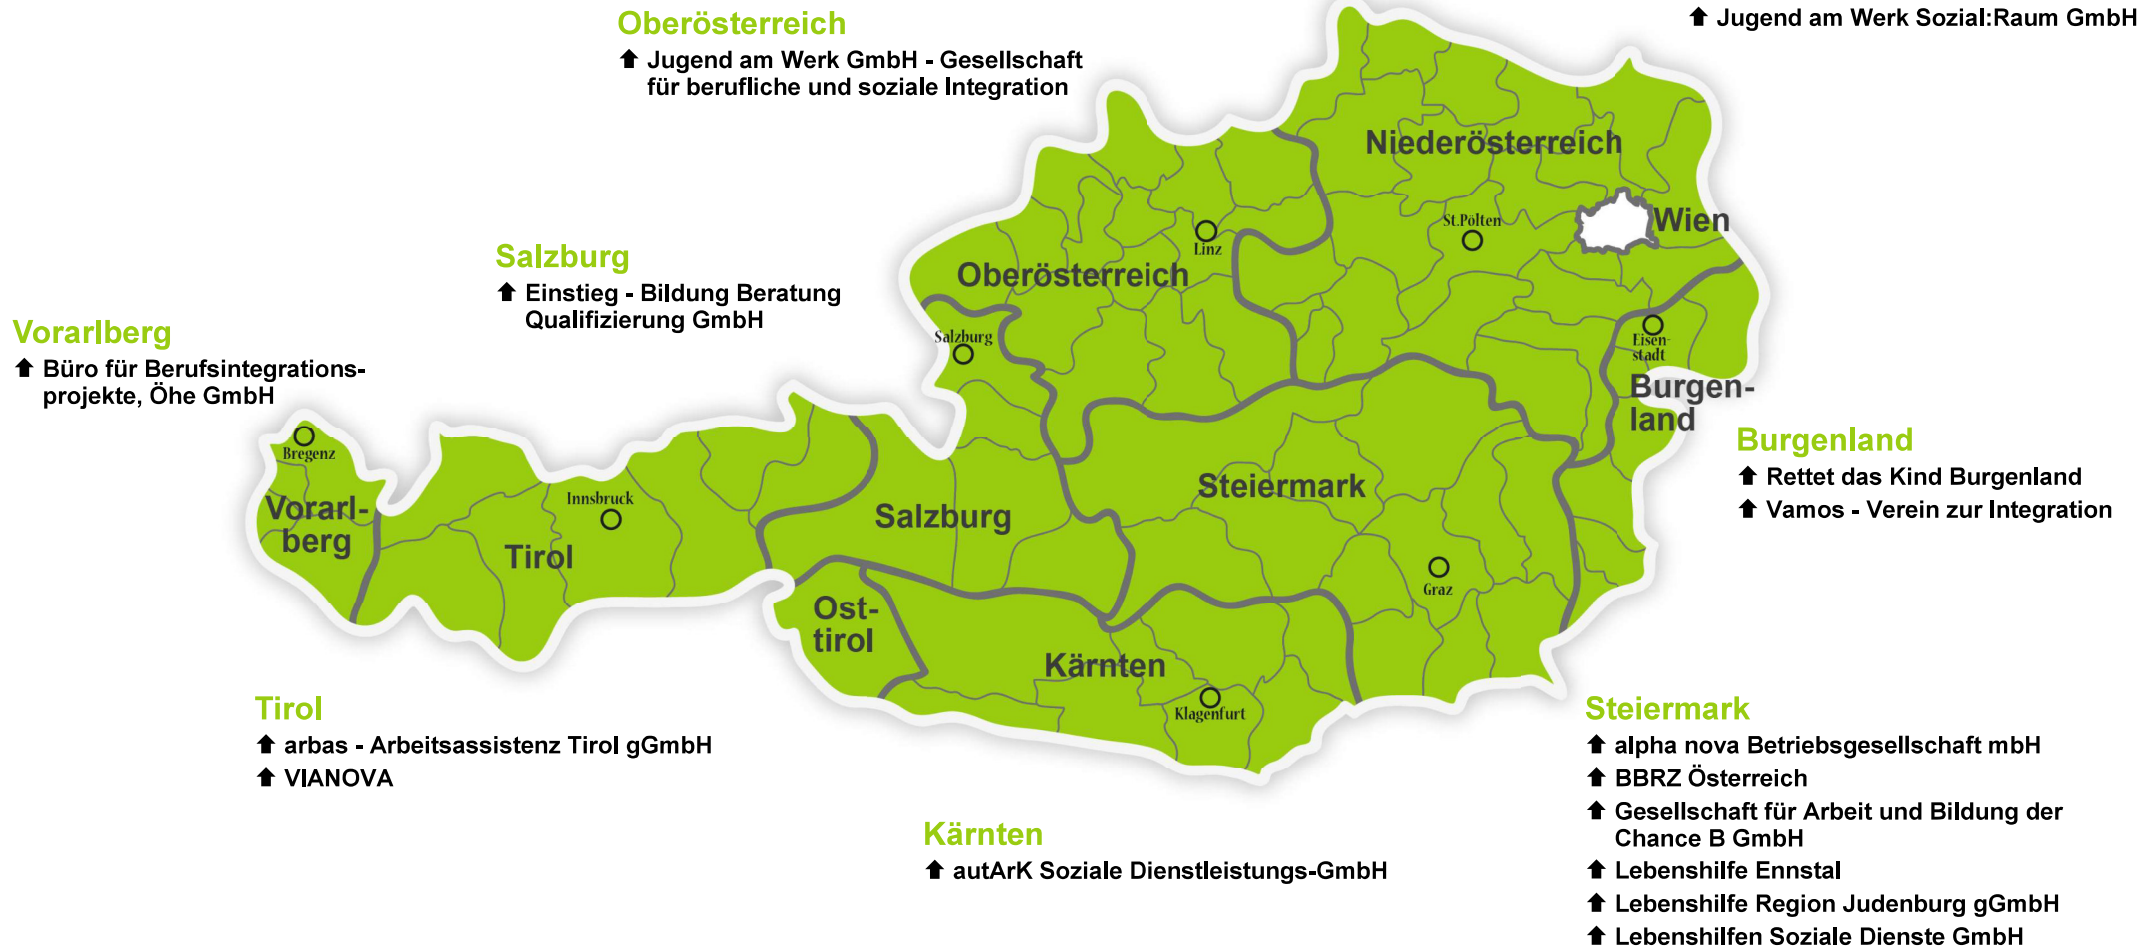 Oberösterreich
Jugend am Werk GmbH - Gesellschaft
für berufliche und soziale Integration
Jugend am Werk Sozial:Raum GmbH
Salzburg
Einstieg - Bildung Beratung
Qualifizierung GmbH
Vorarlberg
Büro für Berufsintegrations-
projekte, Öhe GmbH
Niederösterreich
St.Pölten
Wien
Linz
Oberösterreich
Salzburg
Eisen-
stadt
Burgen-
land
Bregenz
Vorarl-
berg
Innsbruck
Tirol
Salzburg
Steiermark
Graz
Ost-
tirol
Kärnten
Klagenfurt
Burgenland
Rettet das Kind Burgenland
Vamos - Verein zur Integration
Tirol
arbas - Arbeitsassistenz Tirol gGmbH
VIANOVA
Kärnten
autArK Soziale Dienstleistungs-GmbH
Steiermark
alpha nova Betriebsgesellschaft mbH
BBRZ Österreich
Gesellschaft für Arbeit und Bildung der
Chance B GmbH
Lebenshilfe Ennstal
Lebenshilfe Region Judenburg gGmbH
Lebenshilfen Soziale Dienste GmbH